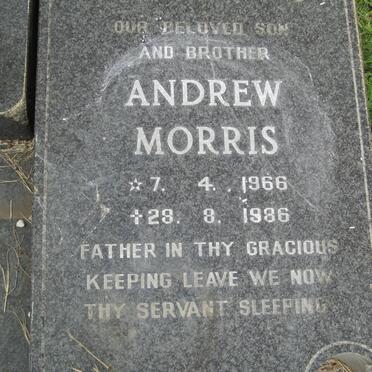 OUR BELOVED SON
AND BROTHER
ANDREW
MORRIS
☆7. 4. 1966
✝28. 8. 1986
FATHER IN THY GRACIOUS
KEEPING LEAVE WE NOW
THY SERVANT SLEEPING